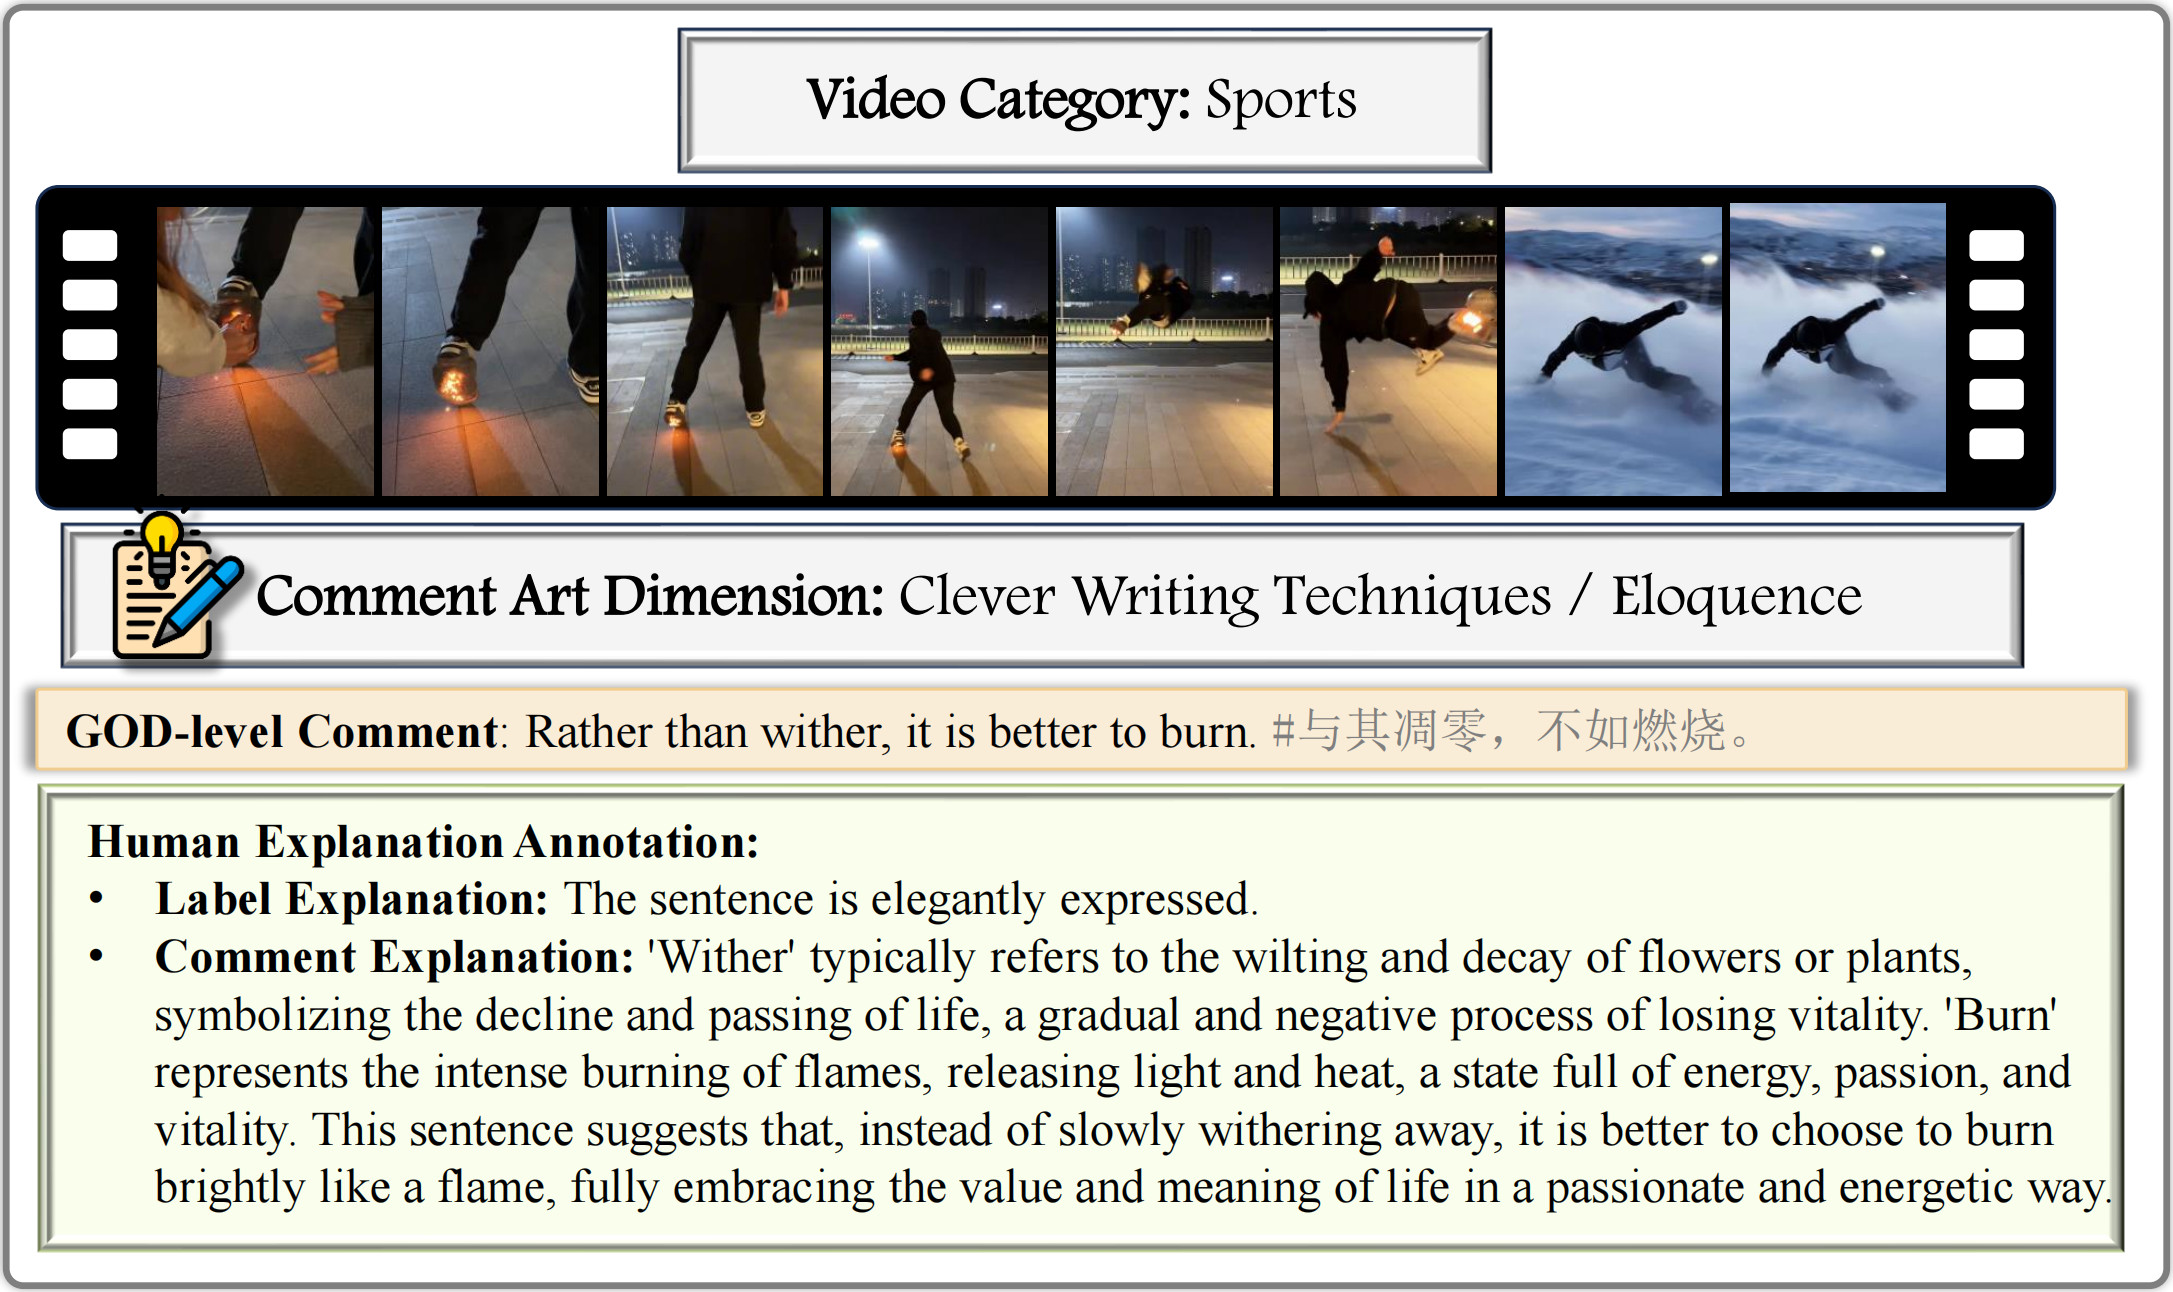 Video Category: Sports
Comment Art Dimension: Clever Writing Techniques / Eloquence
GOD-level Comment: Rather than wither, it is better to burn. #与其凋零，不如燃烧。
Human Explanation Annotation:
• Label Explanation: The sentence is elegantly expressed.
• Comment Explanation: 'Wither' typically refers to the wilting and decay of flowers or plants,
symbolizing the decline and passing of life, a gradual and negative process of losing vitality. 'Burn'
represents the intense burning of flames, releasing light and heat, a state full of energy, passion, and
vitality. This sentence suggests that, instead of slowly withering away, it is better to choose to burn
brightly like a flame, fully embracing the value and meaning of life in a passionate and energetic way.